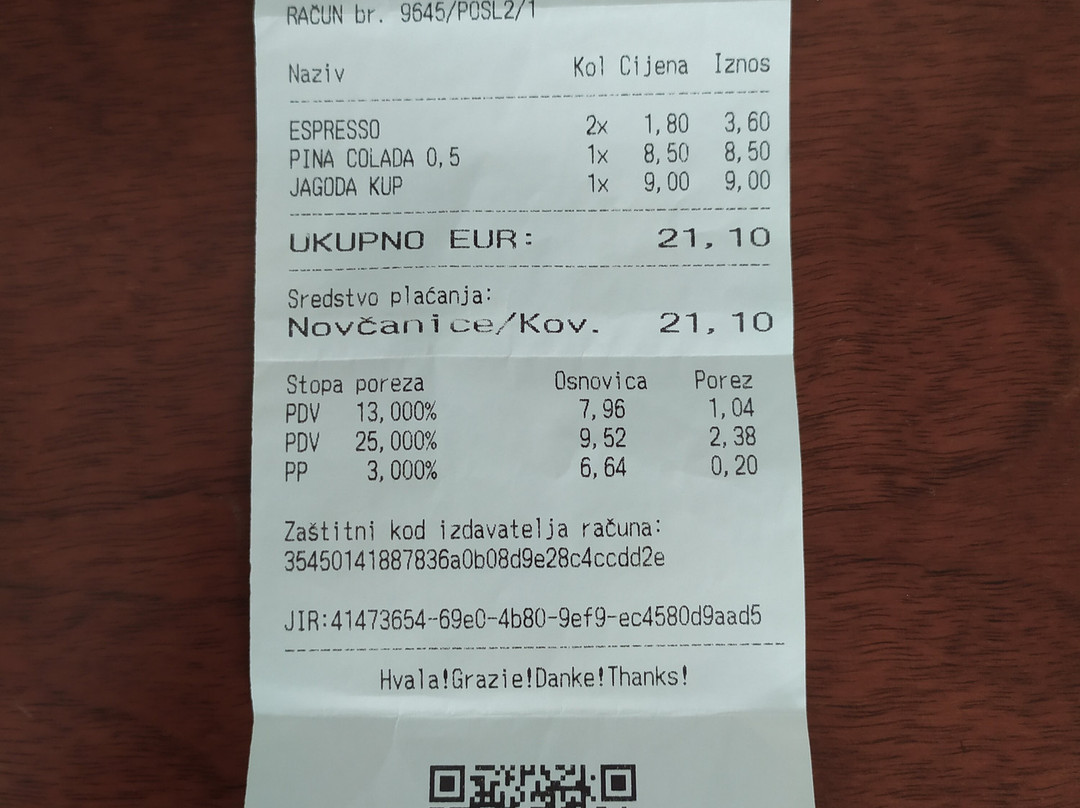 RAČUN br. 9645/POSL2/1
Naziv Kol Cijena Iznos
ESPRESSO 2x 1,80 3,60
PINA COLADA 0,5 1x 8,50 8,50
JAGODA KUP 1x 9,00 9,00
UKUPNO EUR: 21,10
Sredstvo plaćanja:
Novčanice/Kov. 21,10
Stopa poreza Osnovica Porez
PDV 13,000% 7,96 1,04
PDV 25,000% 9,52 2,38
PP 3,000% 6,64 0,20
Zaštitni kod izdavatelja računa:
35450141887836a0b08d9e28c4ccdd2e
JIR:41473654-69e0-4b80-9ef9-ec4580d9aad5
Hvala!Grazie!Danke!Thanks!